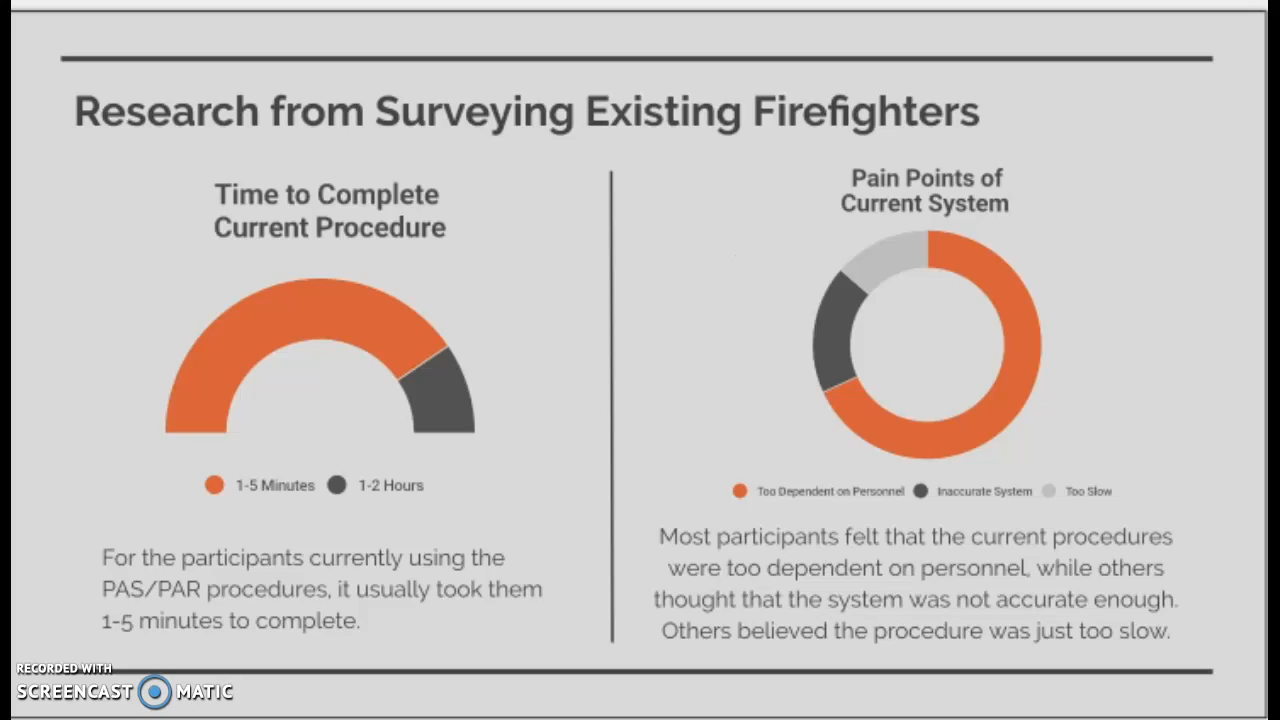 Research from Surveying Existing Firefighters
Time to Complete
Current Procedure
1-5 Minutes
1-2 Hours
For the participants currently using the
PAS/PAR procedures, it usually took them
1-5 minutes to complete.
Pain Points of
Current System
Too Dependent on Personnel
Inaccurate System
Too Slow
Most participants felt that the current procedures
were too dependent on personnel, while others
thought that the system was not accurate enough.
Others believed the procedure was just too slow.
RECORDED WITH
SCREENCAST MATIC